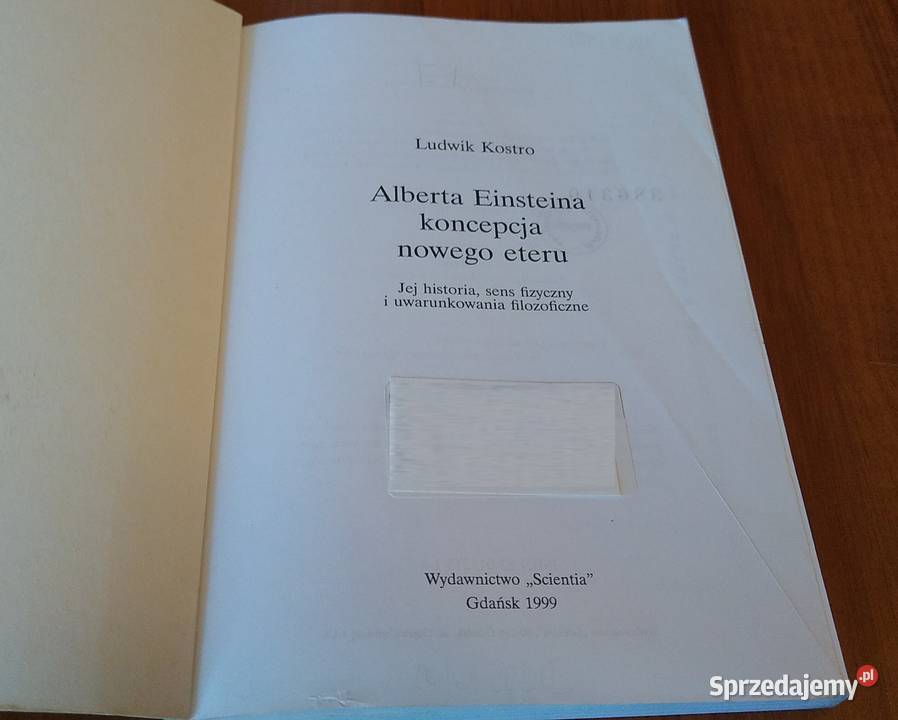 Ludwik Kostro
Alberta Einsteina
koncepcja
nowego eteru
Jej historia, sens fizyczny
i uwarunkowania filozoficzne
Wydawnictwo „Scientia”
Gdańsk 1999
Sprzedajemy.pl